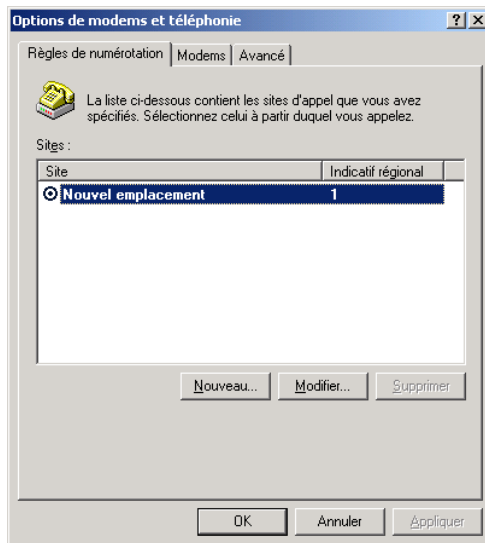 Options de modems et téléphonie
Règles de numérotation Modems Avancé
La liste ci-dessous contient les sites d'appel que vous avez
spécifiés. Sélectionnez celui à partir duquel vous appelez.
Sites :
Site Indicatif régional
Nouvel emplacement 1
Nouveau... Modifier... Supprimer
OK Annuler Appliquer